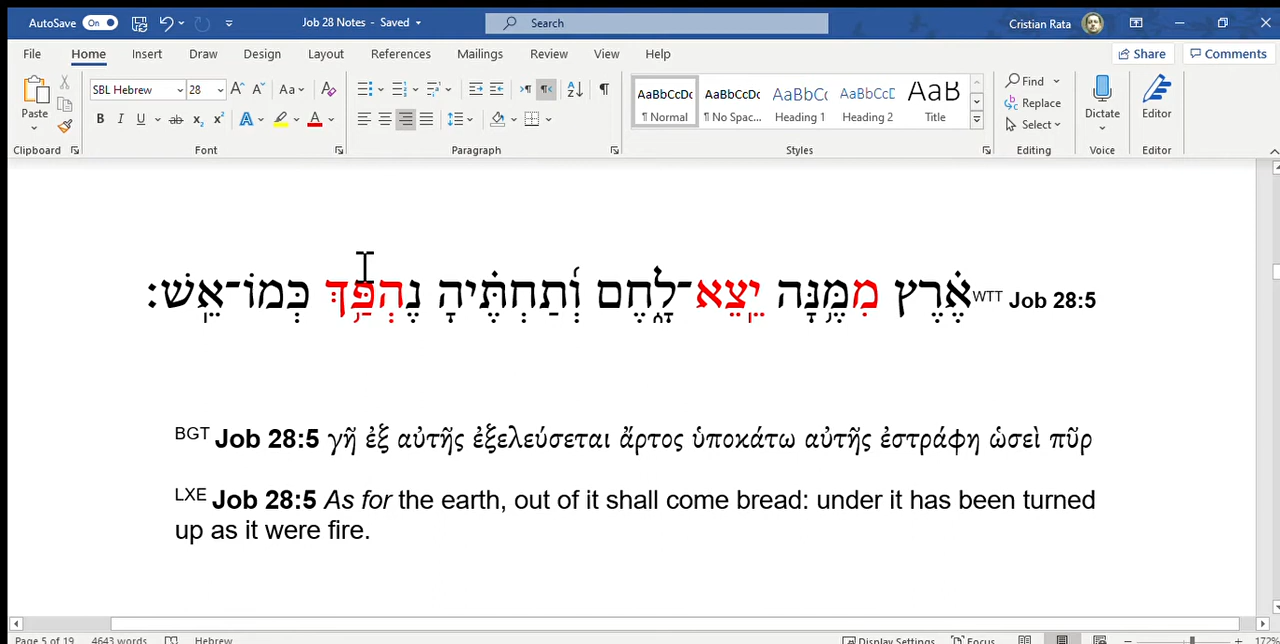 AutoSave On Job 28 Notes - Saved Search Cristian Rata
File Home Insert Draw Design Layout References Mailings Review View Help Share Comments
Paste SBL Hebrew 28 Aa AaBbCcDc AaBbCcDc AaBbCc AaBbCcD AaB Find Replace Select Dictate Editor
¶ Normal ¶ No Spac... Heading 1 Heading 2 Title
Clipboard Font Paragraph Styles Editing Voice Editor
WTT Job 28:5 אֶ֗רֶץ מִמֶּ֥נָּה יֵֽצֵא־לָ֑חֶם וְ֝תַחְתֶּ֗יהָ נֶהְפַּ֥ךְ כְּמוֹ־אֵֽשׁ׃
BGT Job 28:5 γῆ ἐξ αὐτῆς ἐξελεύσεται ἄρτος ὑποκάτω αὐτῆς ἐστράφη ὡσεὶ πῦρ
LXE Job 28:5 As for the earth, out of it shall come bread: under it has been turned
up as it were fire.
Page 5 of 19 4643 words Hebrew Display Settings Focus 172%